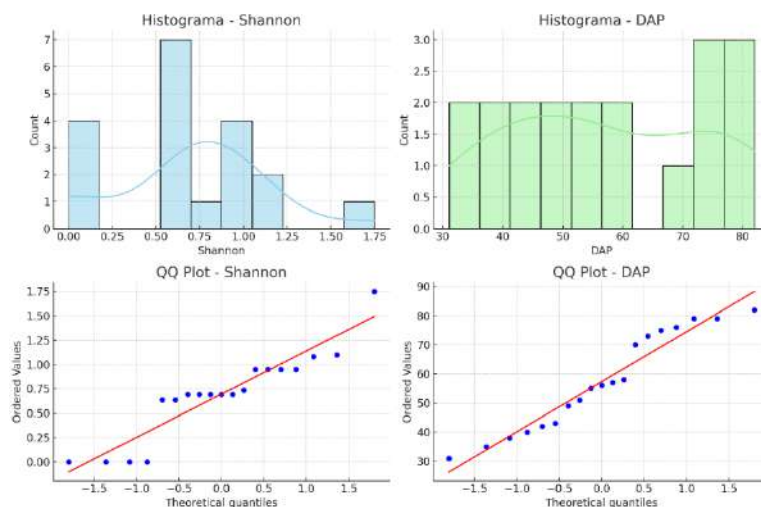 Histograma - Shannon
7
6
5
4
3
2
1
0
Count
0.00 0.25 0.50 0.75 1.00 1.25 1.50 1.75
Shannon
Histograma - DAP
3.0
2.5
2.0
1.5
1.0
0.5
0.0
Count
30 40 50 60 70 80
DAP
QQ Plot - Shannon
1.75
1.50
1.25
1.00
0.75
0.50
0.25
0.00
Ordered Values
−1.5 −1.0 −0.5 0.0 0.5 1.0 1.5
Theoretical quantiles
QQ Plot - DAP
90
80
70
60
50
40
30
Ordered Values
−1.5 −1.0 −0.5 0.0 0.5 1.0 1.5
Theoretical quantiles